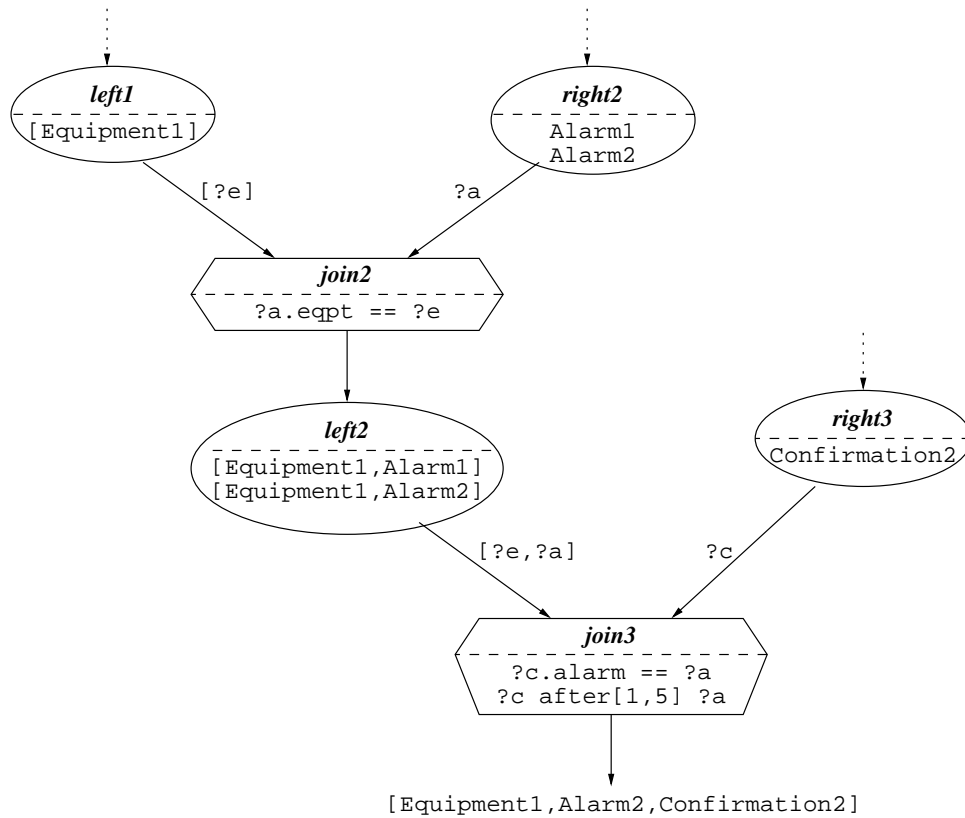 left1
[Equipment1]
right2
Alarm1
Alarm2
[?e]
?a
join2
?a.eqpt == ?e
left2
[Equipment1,Alarm1]
[Equipment1,Alarm2]
right3
Confirmation2
[?e,?a]
?c
join3
?c.alarm == ?a
?c after[1,5] ?a
[Equipment1,Alarm2,Confirmation2]